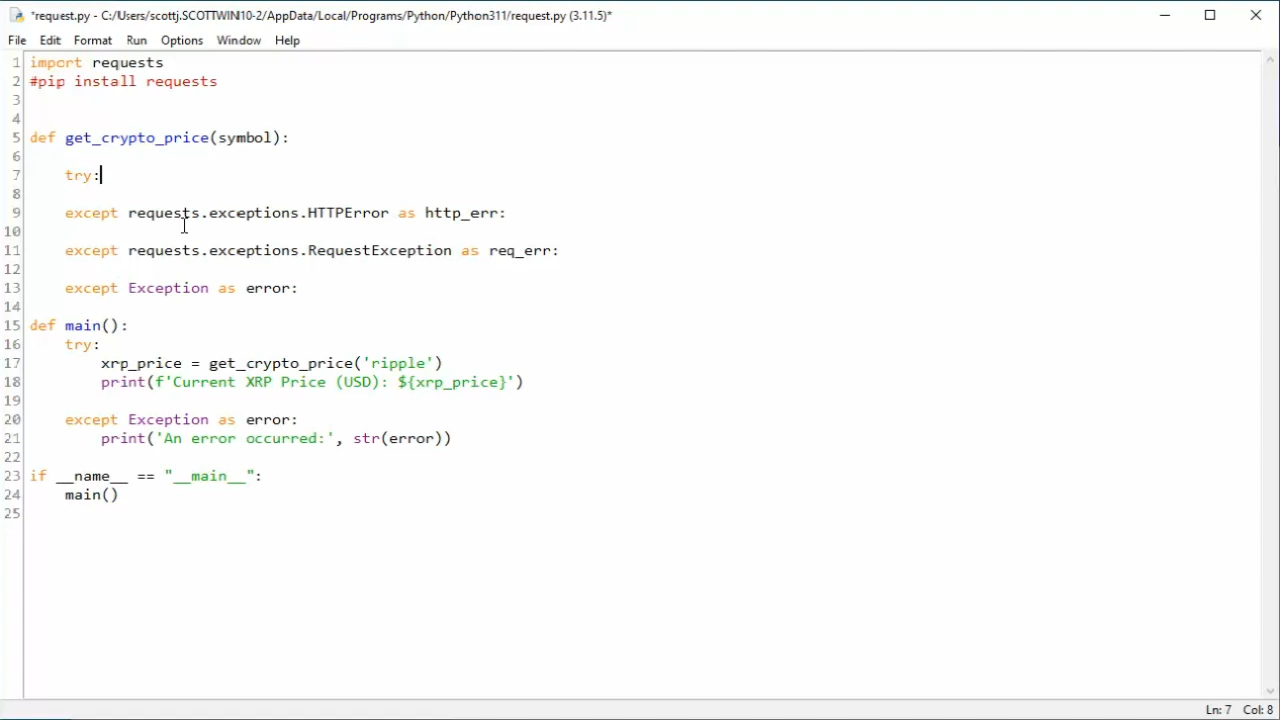 *request.py - C:/Users/scottj.SCOTTWIN10-2/AppData/Local/Programs/Python/Python311/request.py (3.11.5)*
File Edit Format Run Options Window Help
1 import requests
2 #pip install requests
3
4
5 def get_crypto_price(symbol):
6
7     try:
8
9     except requests.exceptions.HTTPError as http_err:
10
11     except requests.exceptions.RequestException as req_err:
12
13     except Exception as error:
14
15 def main():
16     try:
17         xrp_price = get_crypto_price('ripple')
18         print(f'Current XRP Price (USD): ${xrp_price}')
19
20     except Exception as error:
21         print('An error occurred:', str(error))
22
23 if __name__ == "__main__":
24     main()
25
Ln: 7 Col: 8